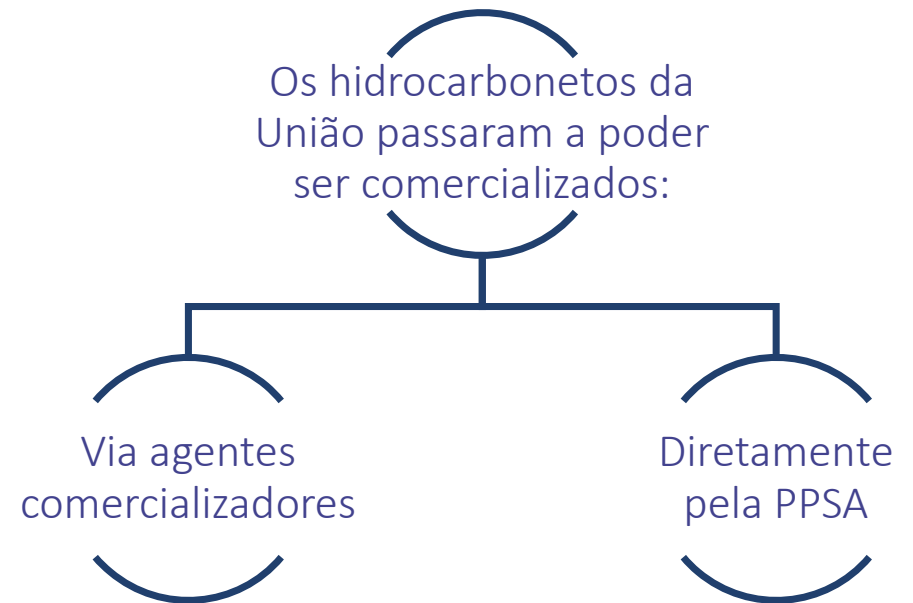 Os hidrocarbonetos da
União passaram a poder
ser comercializados:
Via agentes
comercializadores
Diretamente
pela PPSA